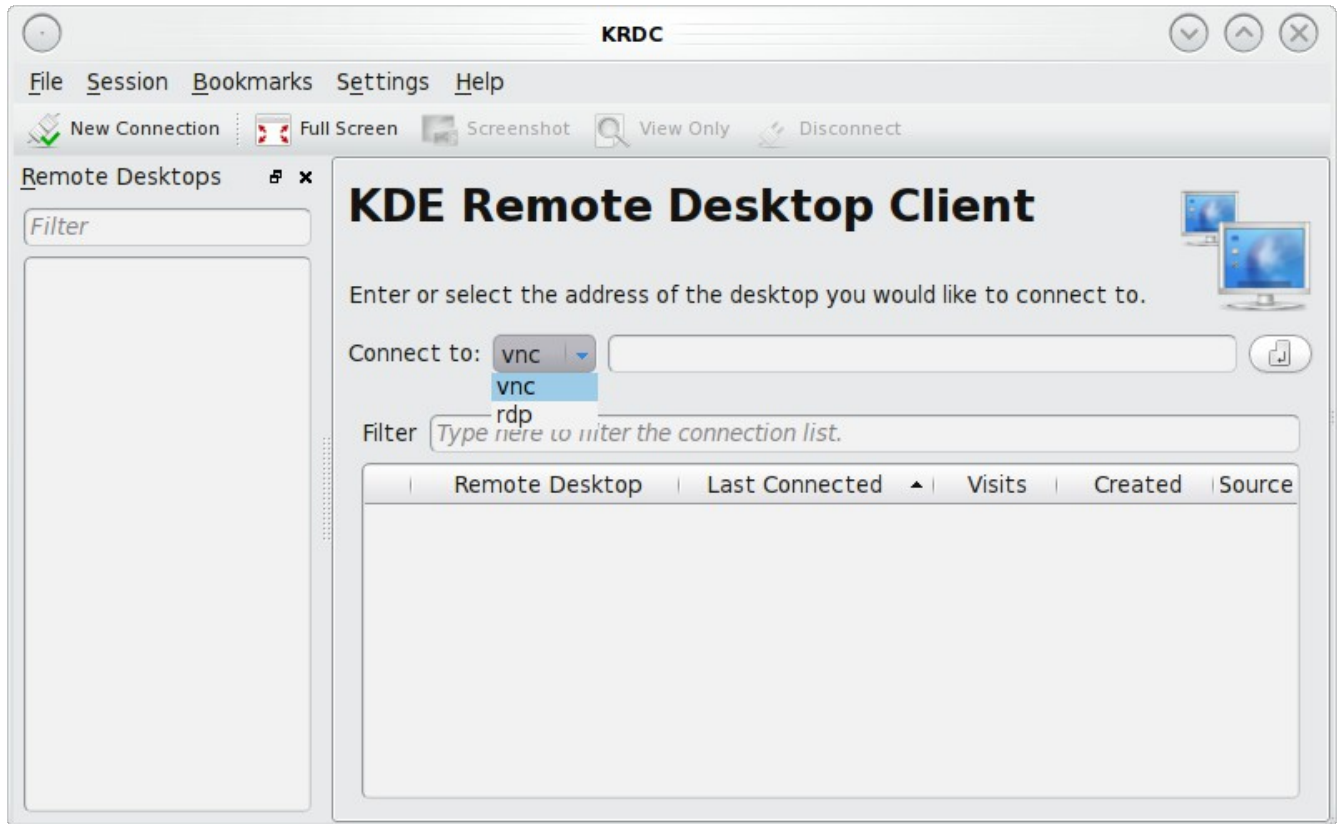 KRDC
File Session Bookmarks Settings Help
New Connection Full Screen Screenshot View Only Disconnect
Remote Desktops
Filter
KDE Remote Desktop Client
Enter or select the address of the desktop you would like to connect to.
Connect to: vnc
vnc
rdp
Filter Type here to filter the connection list.
Remote Desktop Last Connected Visits Created Source